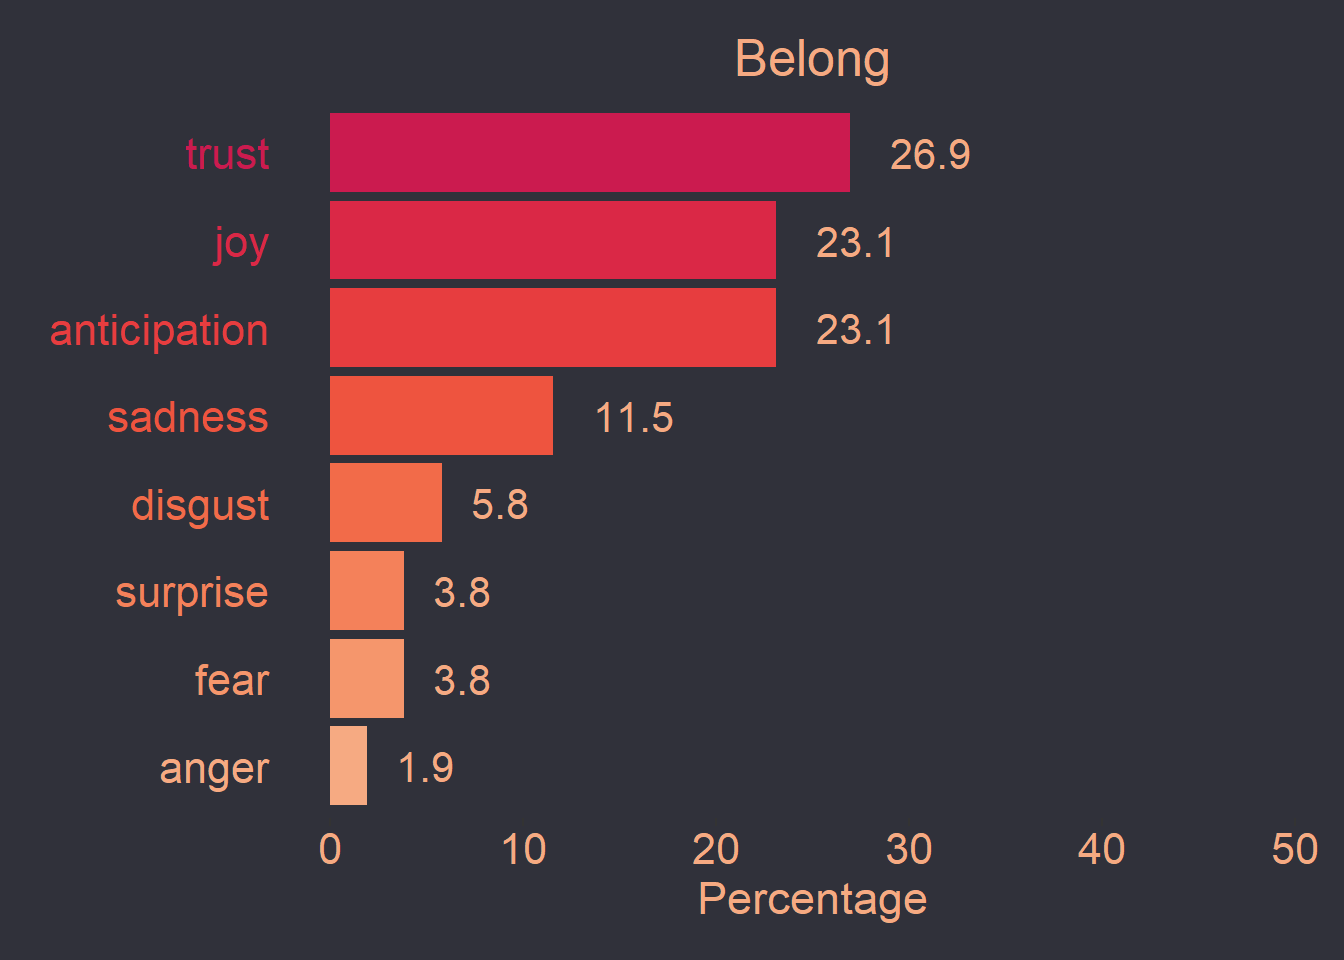 Belong
trust 26.9
joy 23.1
anticipation 23.1
sadness 11.5
disgust 5.8
surprise 3.8
fear 3.8
anger 1.9
0 10 20 30 40 50
Percentage